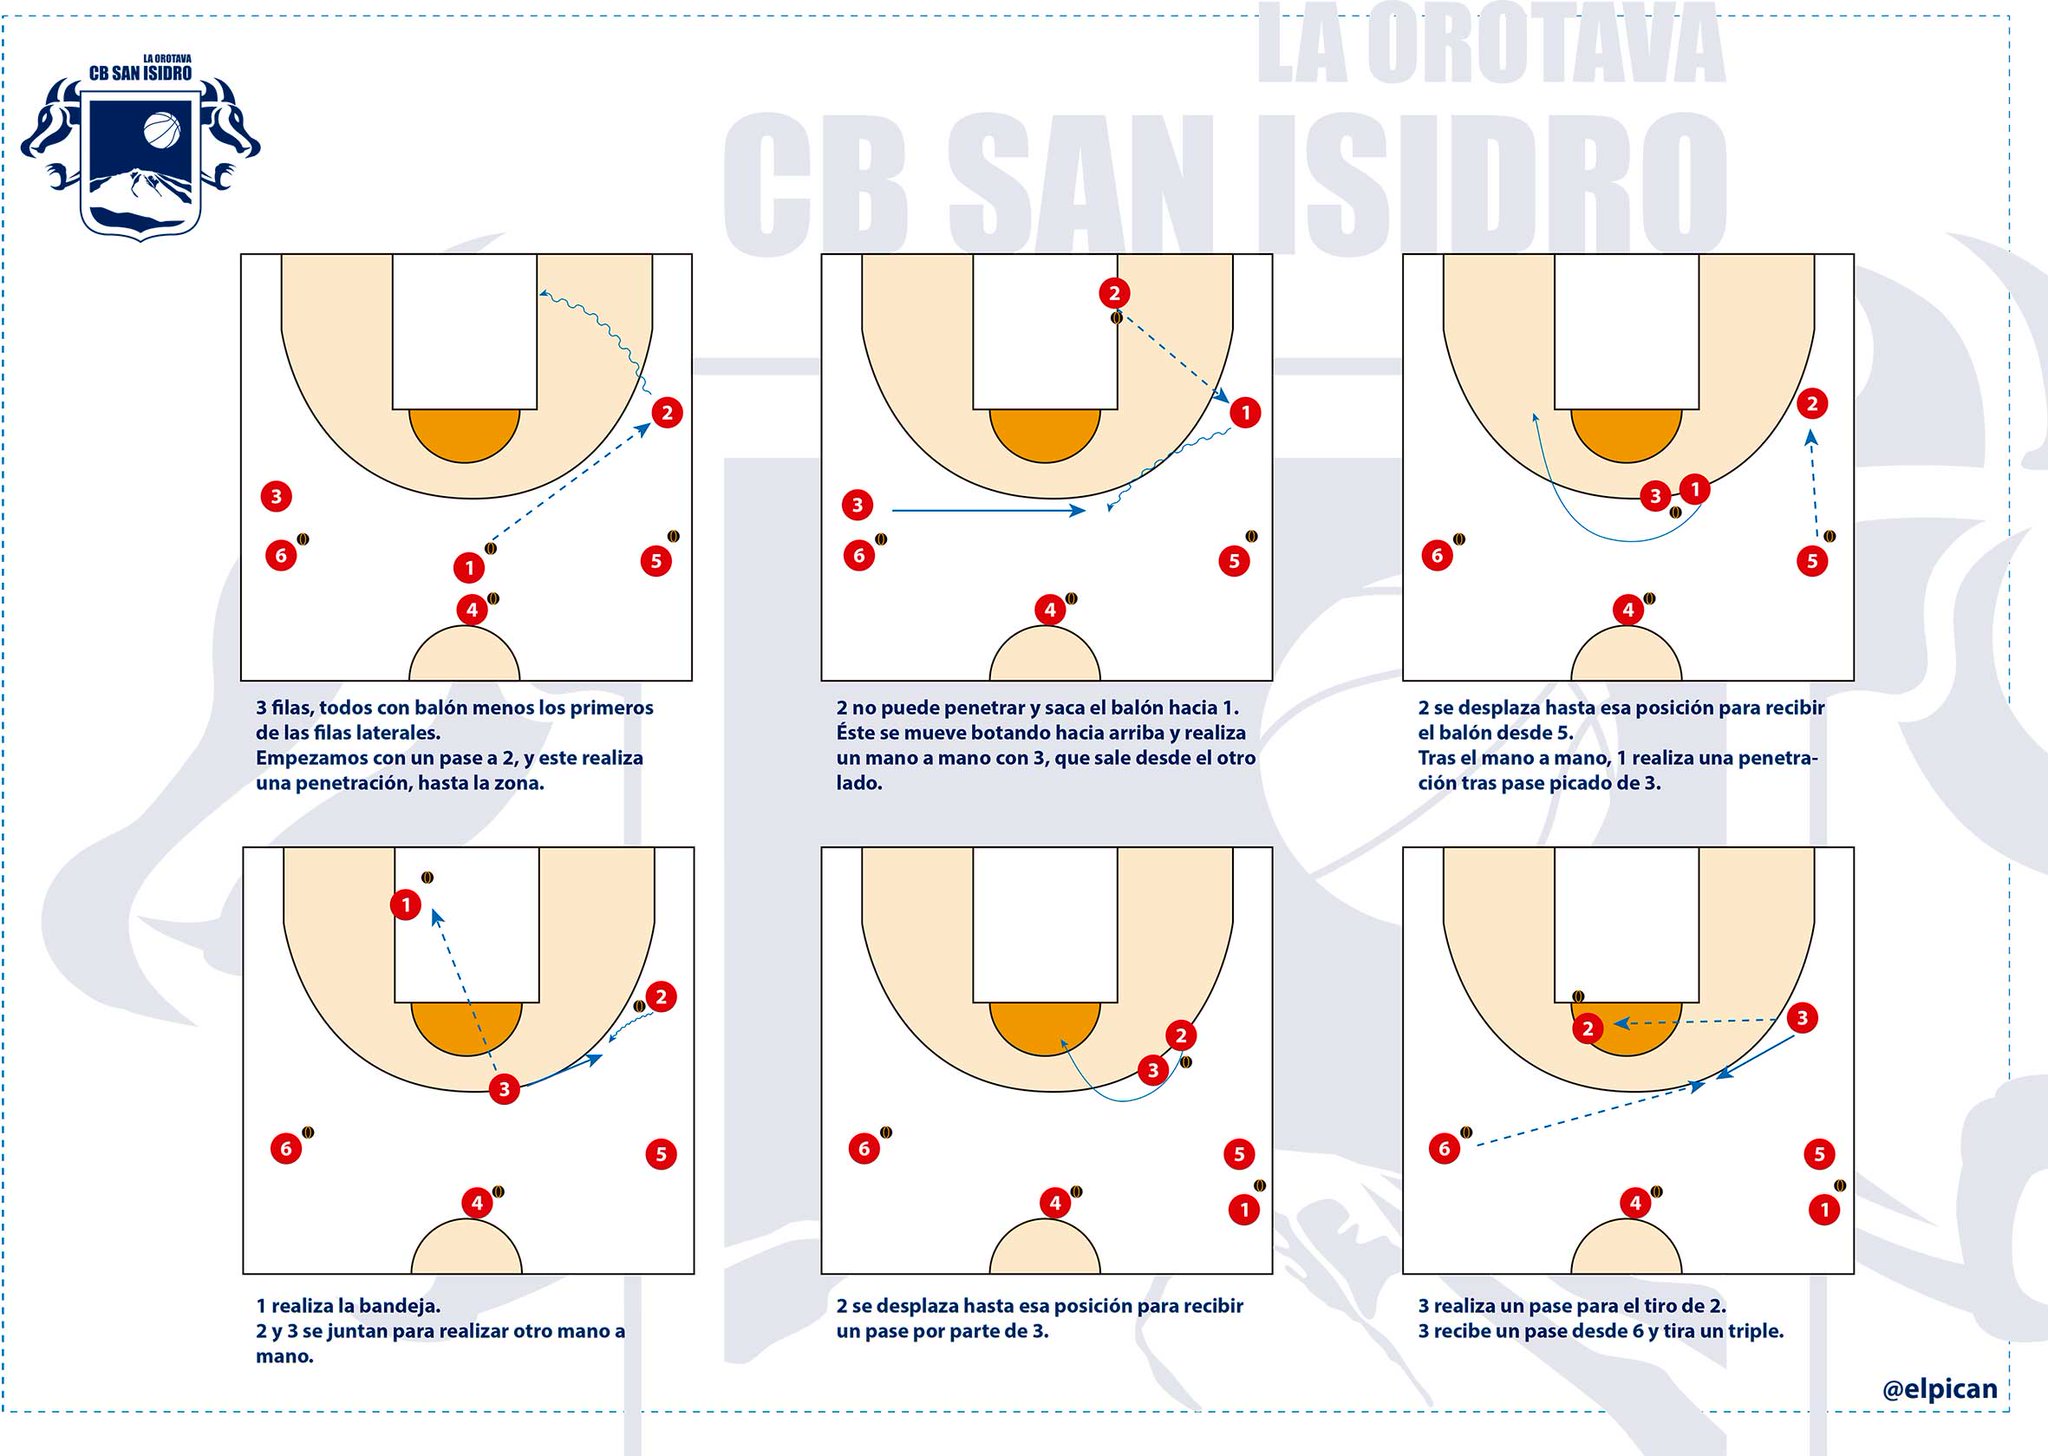 LA OROTAVA
CB SAN ISIDRO
LA OROTAVA
CB SAN ISIDRO
2
3
6
1
5
4
3 filas, todos con balón menos los primeros
de las filas laterales.
Empezamos con un pase a 2, y este realiza
una penetración, hasta la zona.
2
1
3
6
5
4
2 no puede penetrar y saca el balón hacia 1.
Éste se mueve botando hacia arriba y realiza
un mano a mano con 3, que sale desde el otro
lado.
2
3
1
6
5
4
2 se desplaza hasta esa posición para recibir
el balón desde 5.
Tras el mano a mano, 1 realiza una penetra-
ción tras pase picado de 3.
1
2
3
6
5
4
1 realiza la bandeja.
2 y 3 se juntan para realizar otro mano a
mano.
2
3
6
5
4
1
2 se desplaza hasta esa posición para recibir
un pase por parte de 3.
2
3
6
5
4
1
3 realiza un pase para el tiro de 2.
3 recibe un pase desde 6 y tira un triple.
@elpican